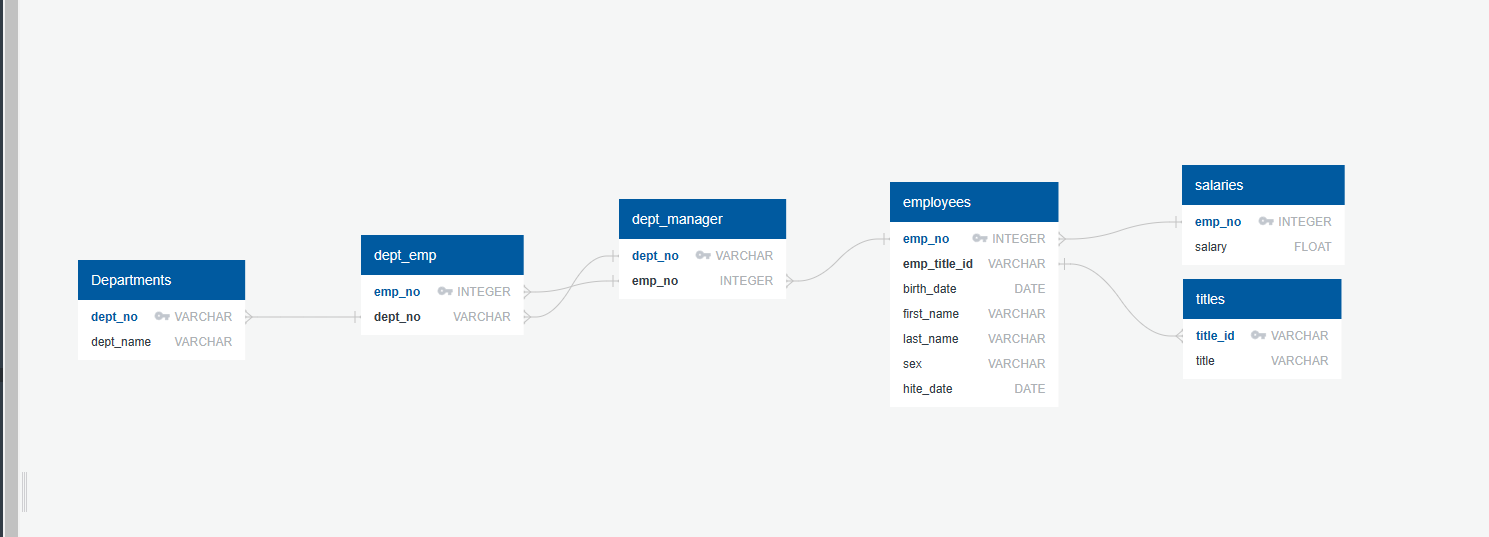 Departments
dept_no VARCHAR
dept_name VARCHAR
dept_emp
emp_no INTEGER
dept_no VARCHAR
dept_manager
dept_no VARCHAR
emp_no INTEGER
employees
emp_no INTEGER
emp_title_id VARCHAR
birth_date DATE
first_name VARCHAR
last_name VARCHAR
sex VARCHAR
hite_date DATE
salaries
emp_no INTEGER
salary FLOAT
titles
title_id VARCHAR
title VARCHAR